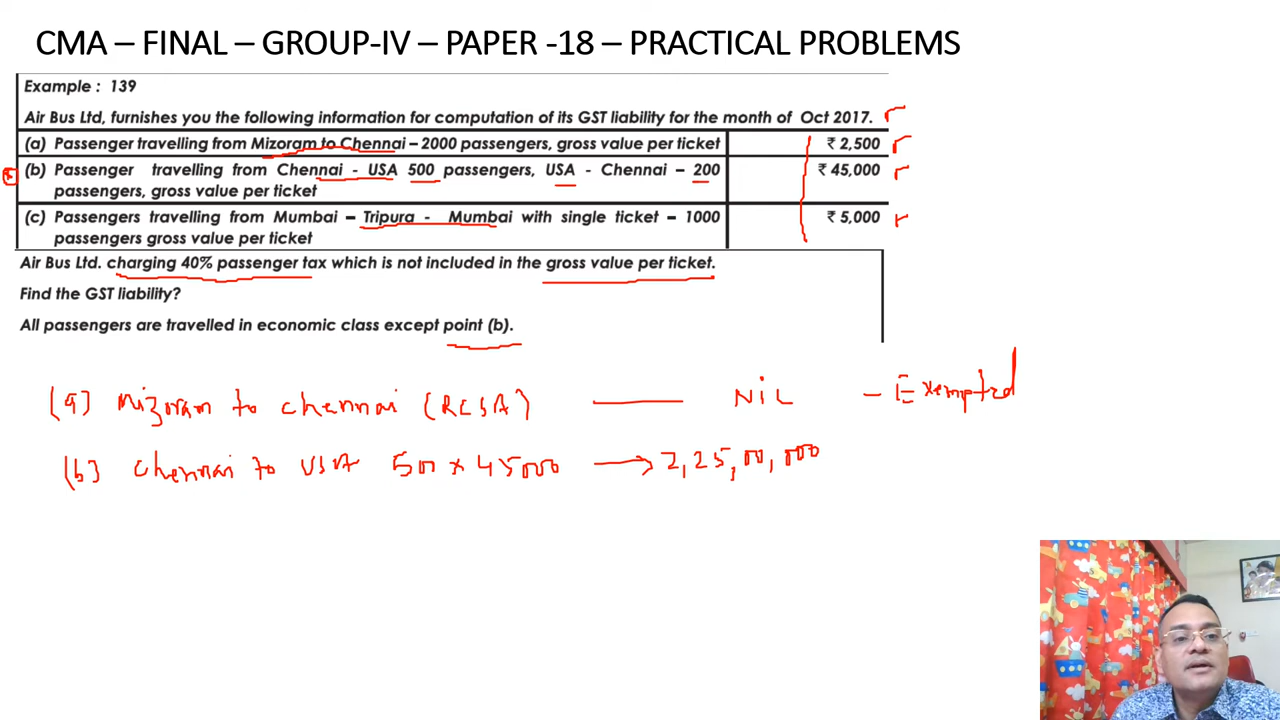 CMA – FINAL – GROUP-IV – PAPER -18 – PRACTICAL PROBLEMS
Example : 139
Air Bus Ltd, furnishes you the following information for computation of its GST liability for the month of Oct 2017.
(a) Passenger travelling from Mizoram to Chennai – 2000 passengers, gross value per ticket ₹ 2,500
(b) Passenger travelling from Chennai - USA 500 passengers, USA - Chennai – 200 ₹ 45,000
passengers, gross value per ticket
(c) Passengers travelling from Mumbai – Tripura - Mumbai with single ticket – 1000 ₹ 5,000
passengers gross value per ticket
Air Bus Ltd. charging 40% passenger tax which is not included in the gross value per ticket.
Find the GST liability?
All passengers are travelled in economic class except point (b).
(a) Mizoram to Chennai (RCSA) — NiL – Exempted
(b) Chennai to USA 500 x 45000 → 2,25,00,000